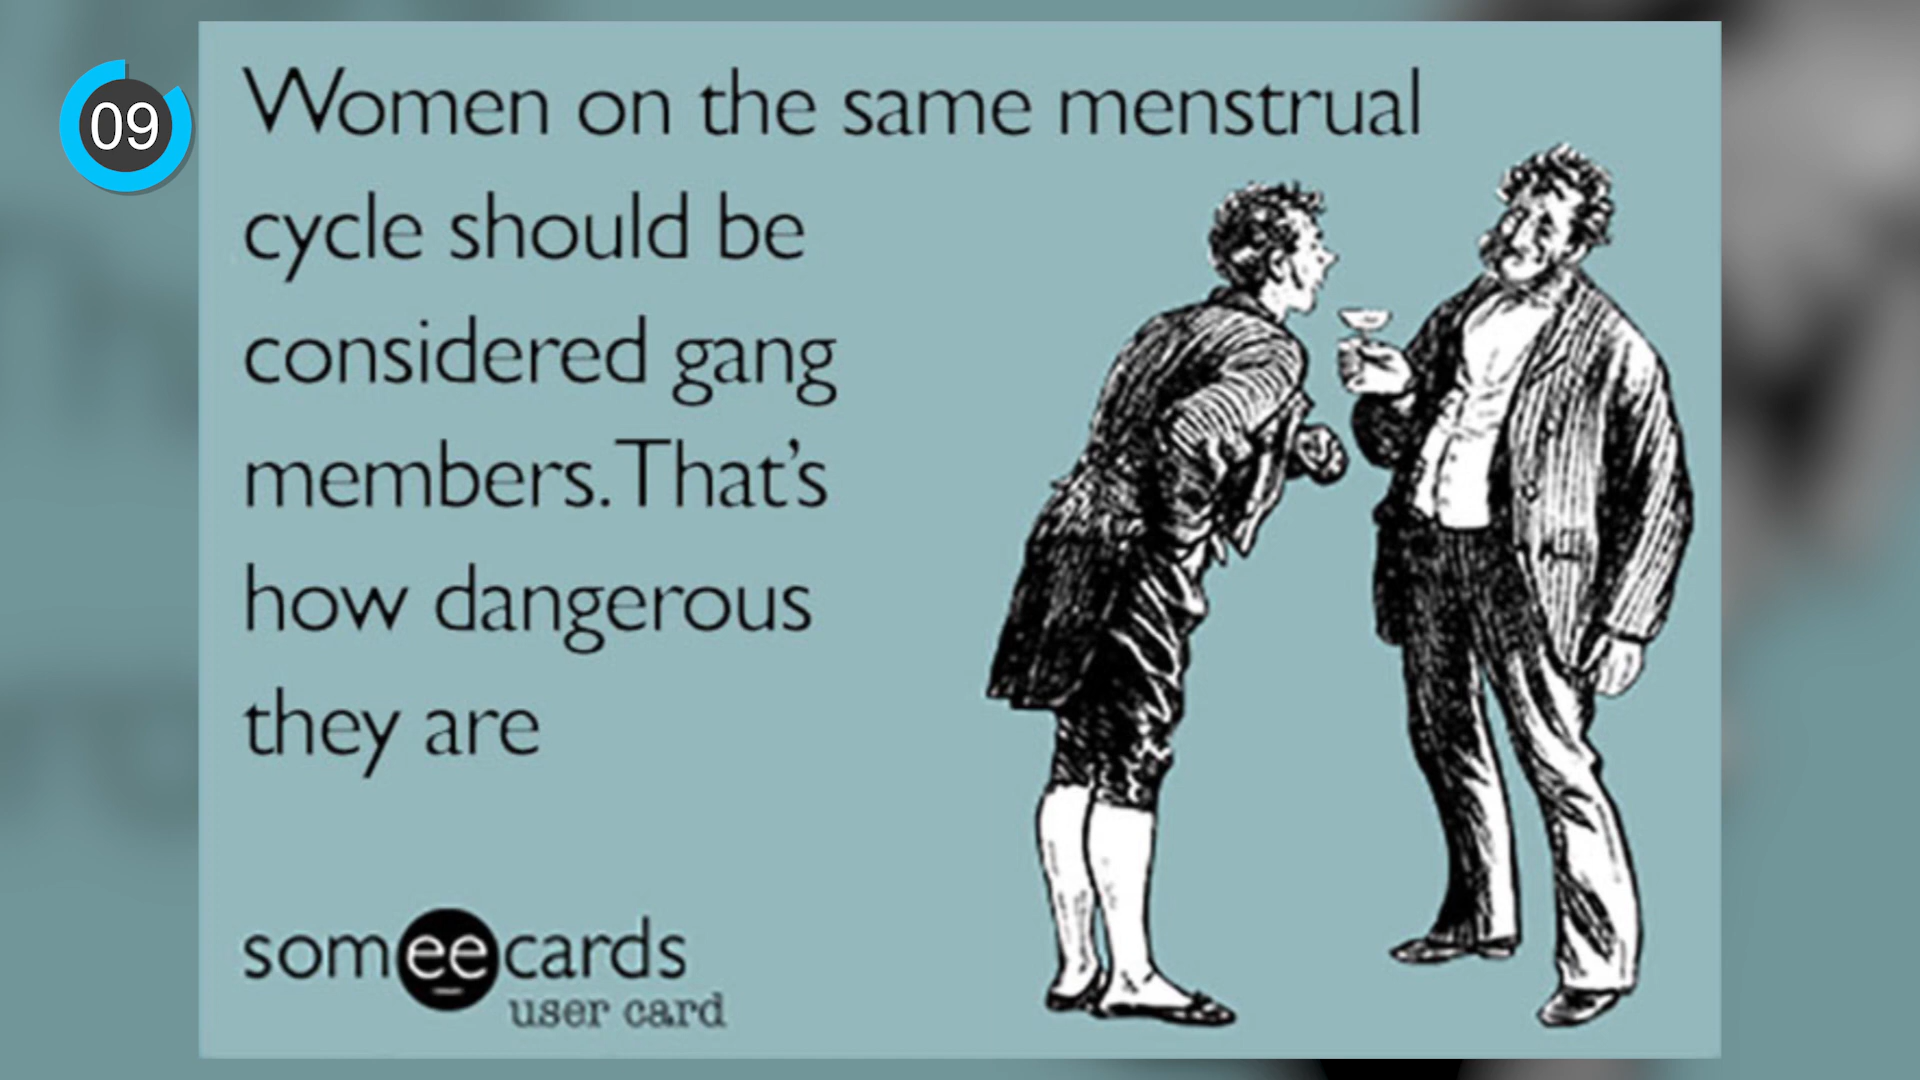 09
Women on the same menstrual
cycle should be
considered gang
members. That's
how dangerous
they are
someecards
user card